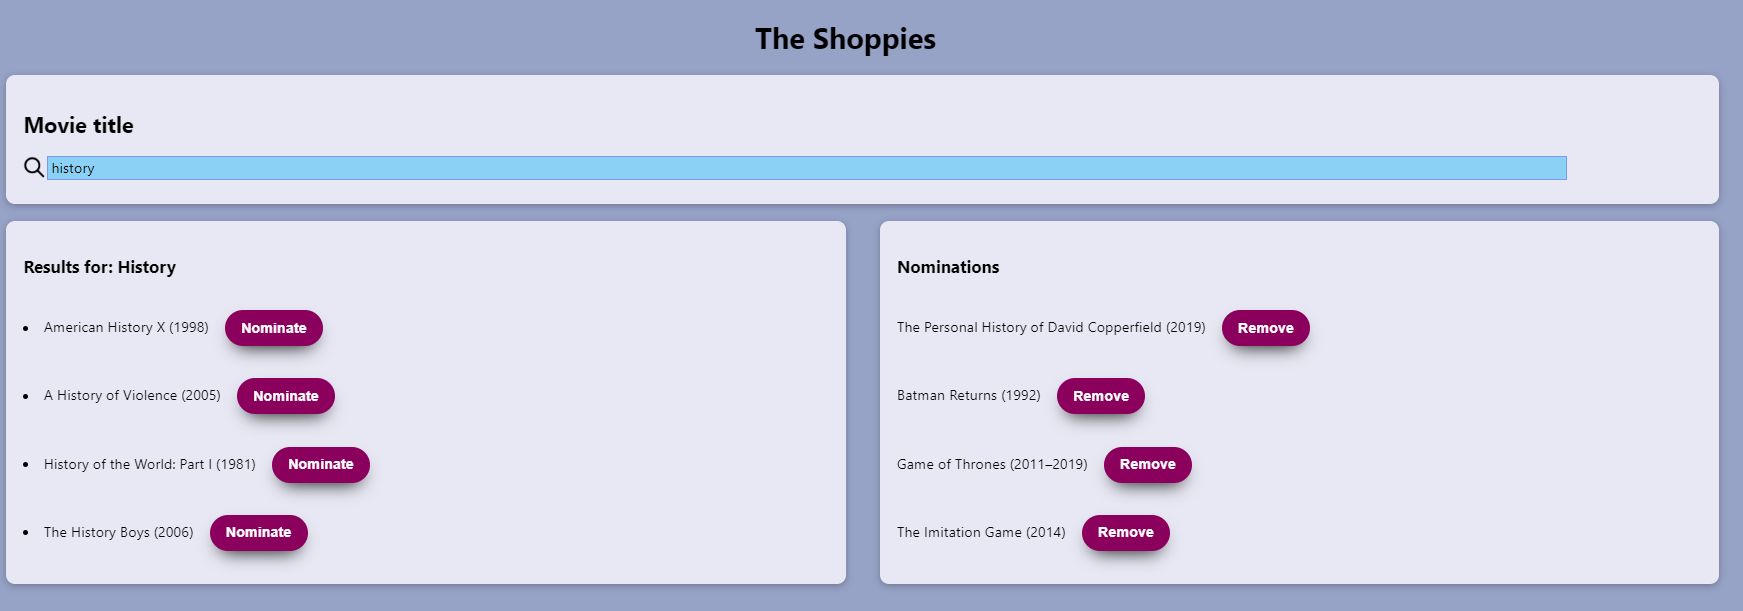 The Shoppies
Movie title
history
Results for: History
American History X (1998) Nominate
A History of Violence (2005) Nominate
History of the World: Part I (1981) Nominate
The History Boys (2006) Nominate
Nominations
The Personal History of David Copperfield (2019) Remove
Batman Returns (1992) Remove
Game of Thrones (2011–2019) Remove
The Imitation Game (2014) Remove